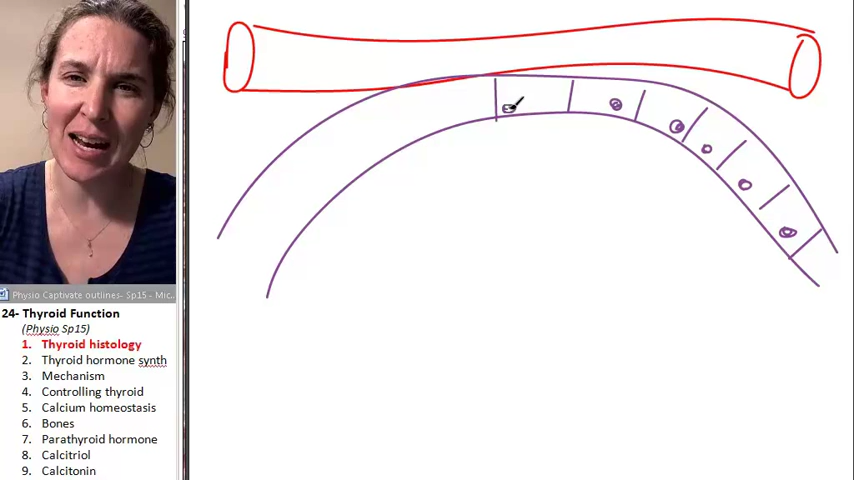 Physio Captivate outlines- Sp15 - Mic...
24- Thyroid Function
(Physio Sp15)
1. Thyroid histology
2. Thyroid hormone synth
3. Mechanism
4. Controlling thyroid
5. Calcium homeostasis
6. Bones
7. Parathyroid hormone
8. Calcitriol
9. Calcitonin